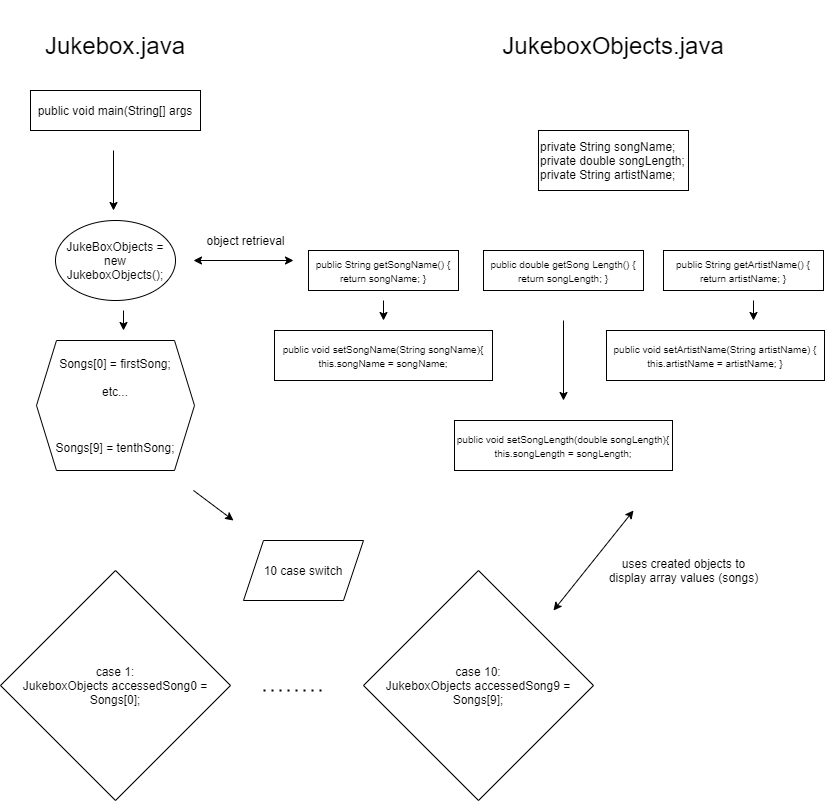 Jukebox.java
JukeboxObjects.java
public void main(String[] args
private String songName;
private double songLength;
private String artistName;
JukeBoxObjects =
new
JukeboxObjects();
object retrieval
public String getSongName() {
return songName; }
public double getSong Length() {
return songLength; }
public String getArtistName() {
return artistName; }
public void setSongName(String songName){
this.songName = songName;
public void setArtistName(String artistName) {
this.artistName = artistName; }
Songs[0] = firstSong;
etc...
Songs[9] = tenthSong;
public void setSongLength(double songLength){
this.songLength = songLength;
10 case switch
uses created objects to
display array values (songs)
case 1:
JukeboxObjects accessedSong0 =
Songs[0];
........
case 10:
JukeboxObjects accessedSong9 =
Songs[9];